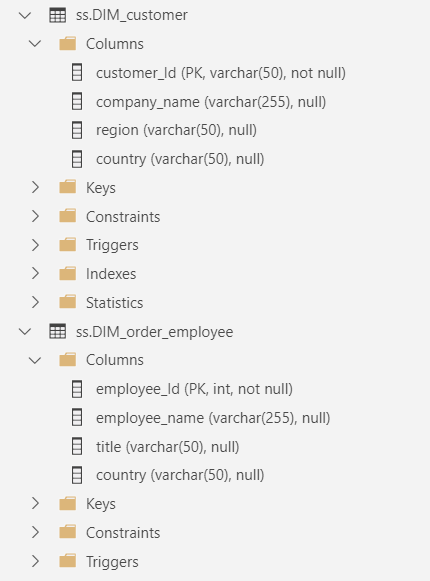 ss.DIM_customer
Columns
customer_Id (PK, varchar(50), not null)
company_name (varchar(255), null)
region (varchar(50), null)
country (varchar(50), null)
Keys
Constraints
Triggers
Indexes
Statistics
ss.DIM_order_employee
Columns
employee_Id (PK, int, not null)
employee_name (varchar(255), null)
title (varchar(50), null)
country (varchar(50), null)
Keys
Constraints
Triggers